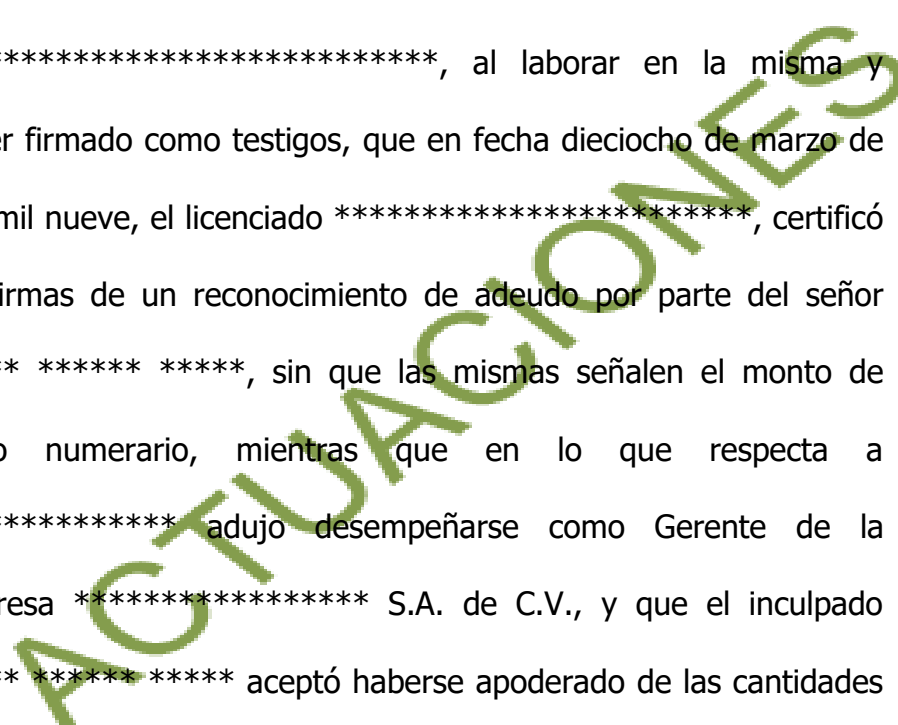 *************************, al laborar en la misma y
er firmado como testigos, que en fecha dieciocho de marzo de
mil nueve, el licenciado ************************, certificó
irmas de un reconocimiento de adeudo por parte del señor
** ****** *****, sin que las mismas señalen el monto de
o numerario, mientras que en lo que respecta a
*********** adujo desempeñarse como Gerente de la
resa ***************** S.A. de C.V., y que el inculpado
** ****** ***** aceptó haberse apoderado de las cantidades
ACTUACIONES